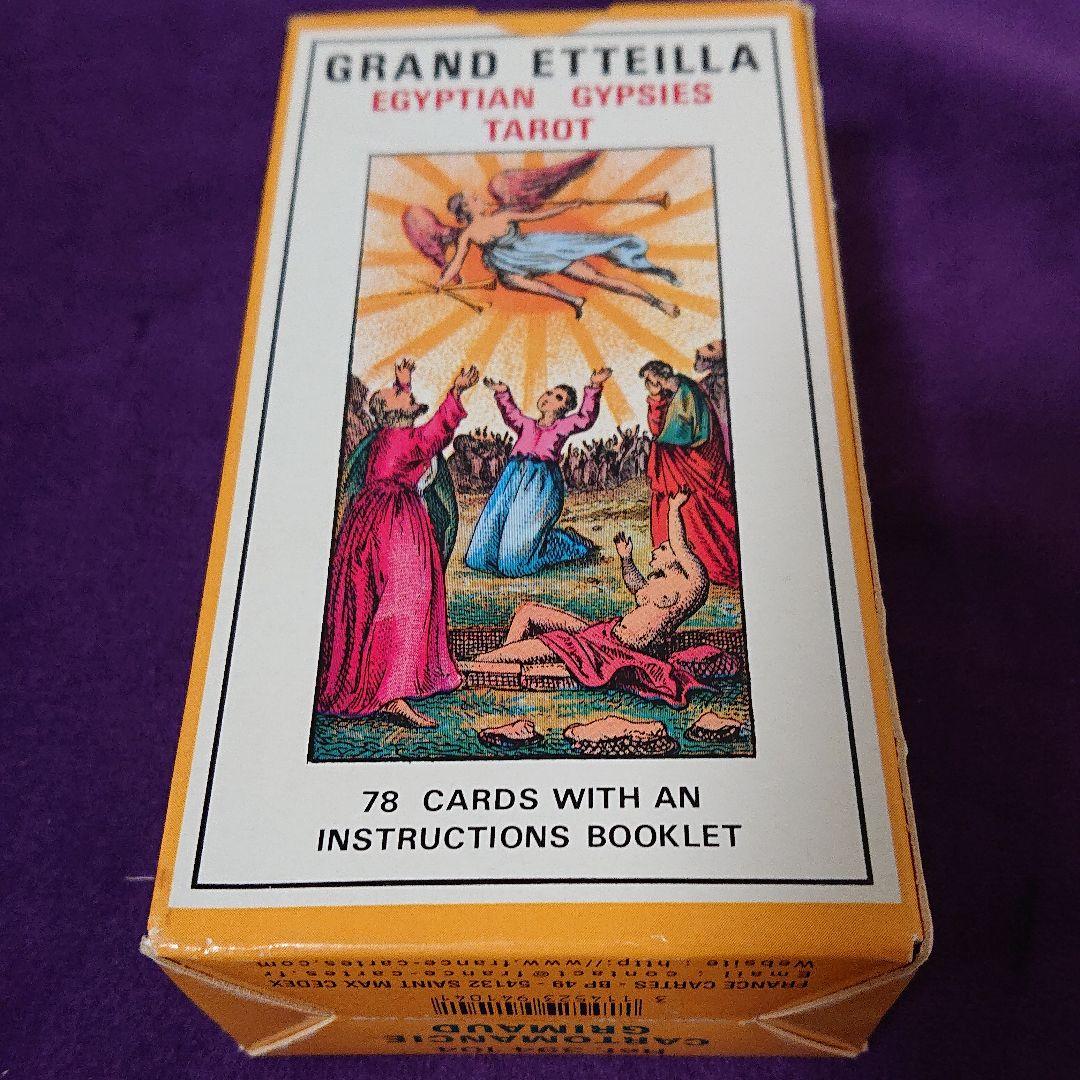 GRAND ETTEILLA
EGYPTIAN GYPSIES
TAROT
78 CARDS WITH AN
INSTRUCTIONS BOOKLET
Website : http://www.france-cartes.com
Email : contact@france-cartes.fr
FRANCE CARTES - BP 49 - 54132 SAINT MAX CEDEX
CARTOMANCIE
GRIMAUD